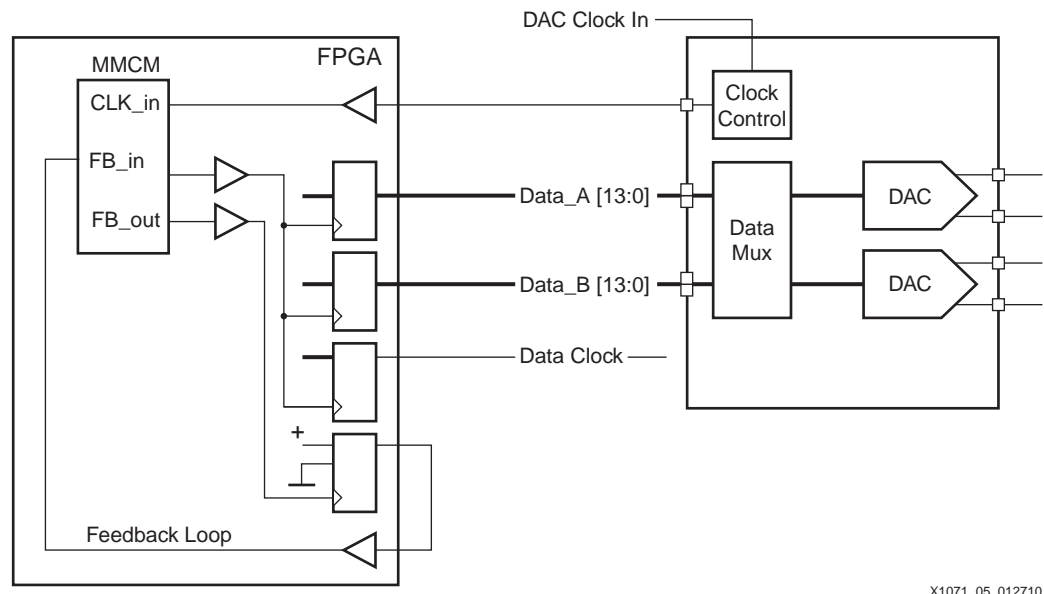 DAC Clock In
FPGA
MMCM
CLK_in
FB_in
FB_out
Clock
Control
Data_A [13:0]
Data
Mux
DAC
Data_B [13:0]
DAC
Data Clock
+
Feedback Loop
X1071_05_012710